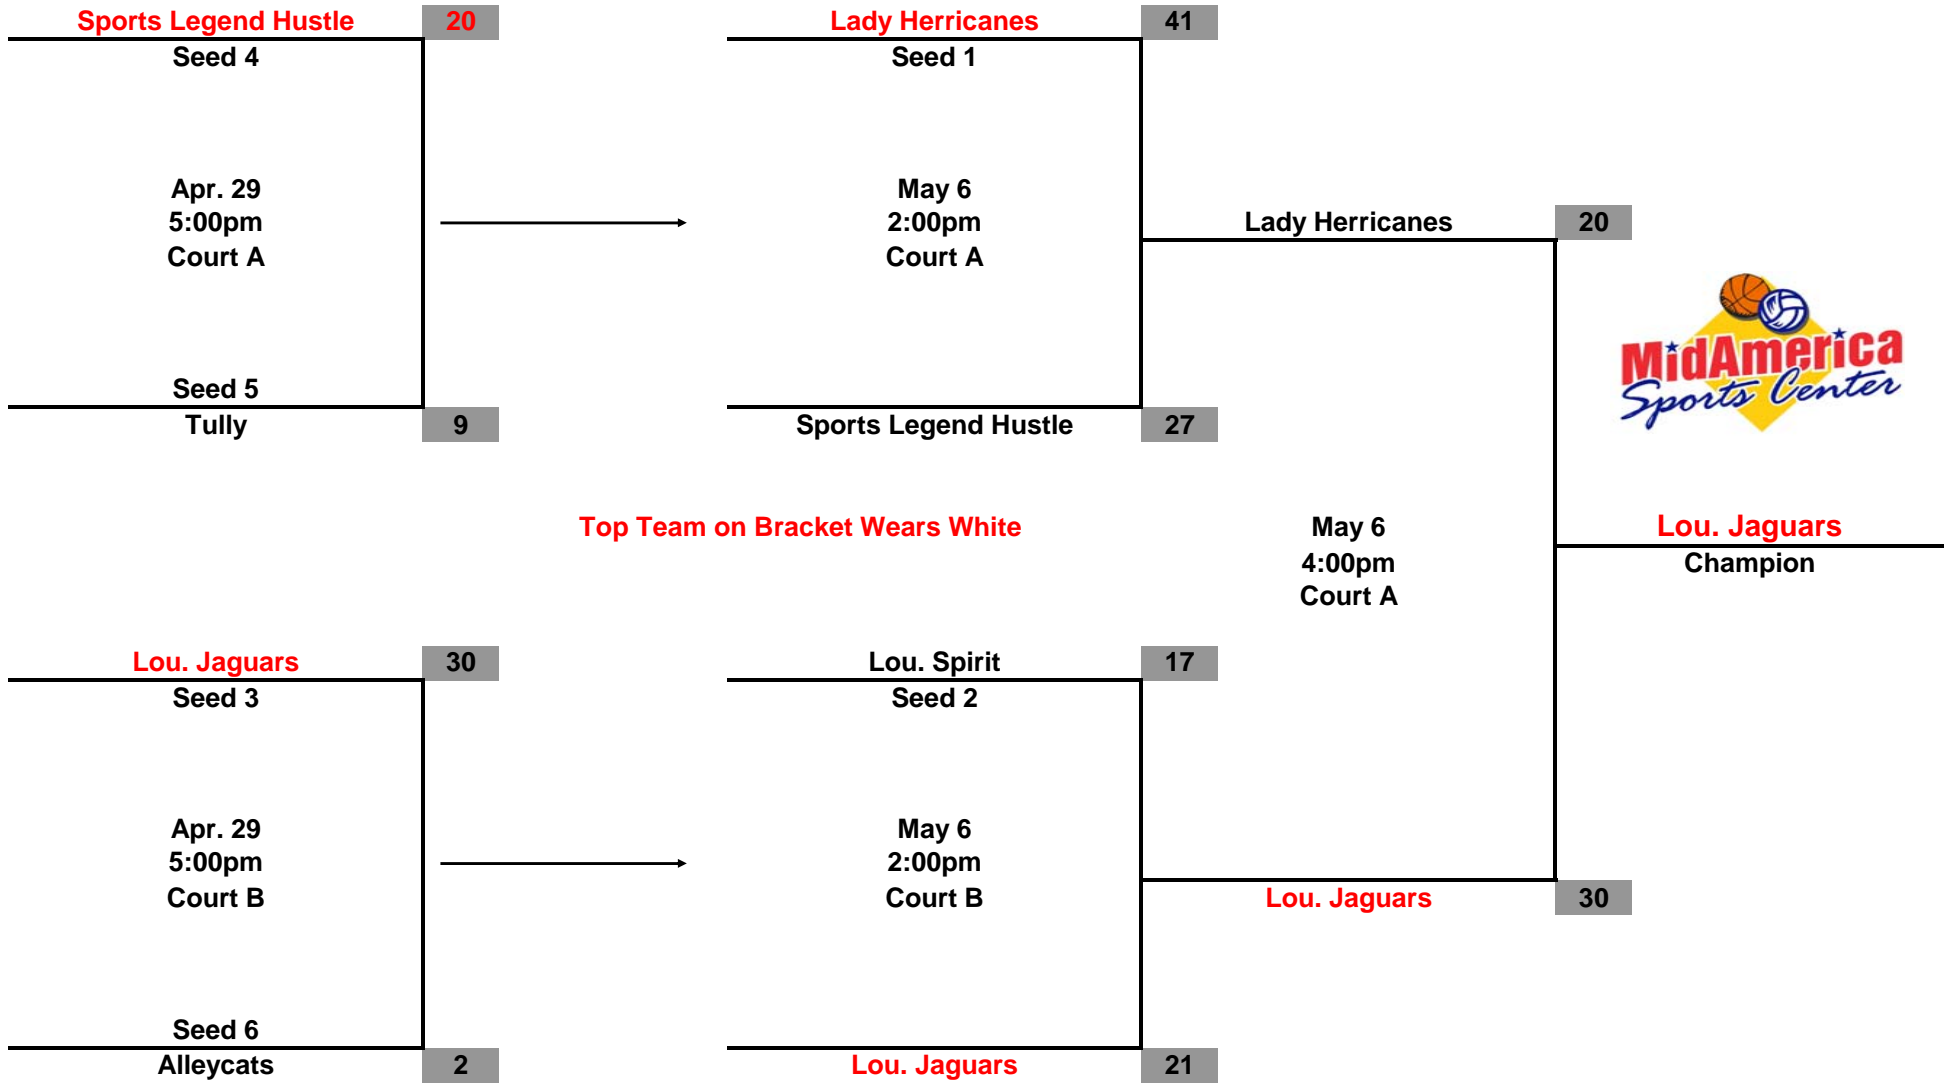 Sports Legend Hustle 20
Seed 4
Apr. 29
5:00pm
Court A
Seed 5
Tully 9
Lady Herricanes 41
Seed 1
May 6
2:00pm
Court A
Sports Legend Hustle 27
Lady Herricanes 20
MidAmerica
Sports Center
Top Team on Bracket Wears White
May 6
4:00pm
Court A
Lou. Jaguars
Champion
Lou. Jaguars 30
Seed 3
Apr. 29
5:00pm
Court B
Seed 6
Alleycats 2
Lou. Spirit 17
Seed 2
May 6
2:00pm
Court B
Lou. Jaguars 21
Lou. Jaguars 30